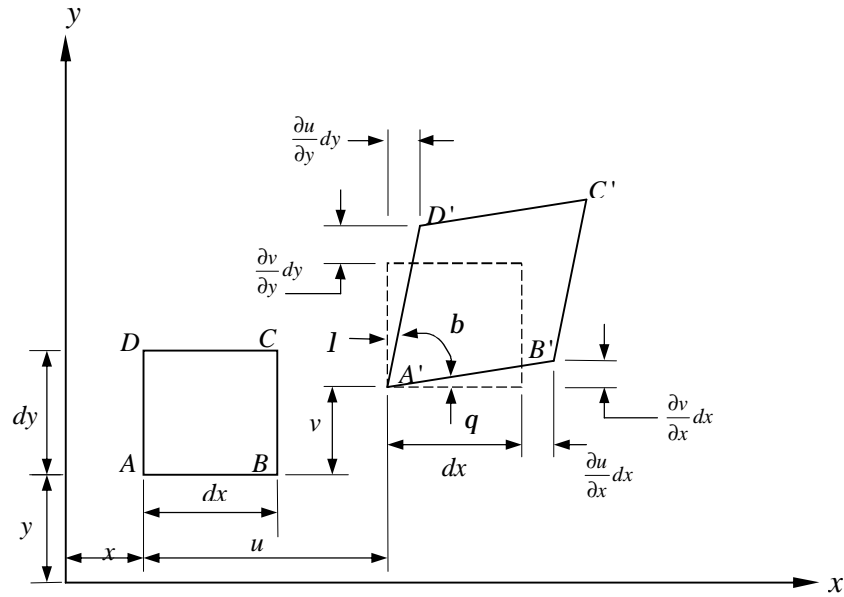 y
∂u/∂y dy
C'
D'
∂v/∂y dy
b
l
D
C
B'
A'
dy
v
q
∂v/∂x dx
A
B
dx
∂u/∂x dx
dx
y
u
x
x